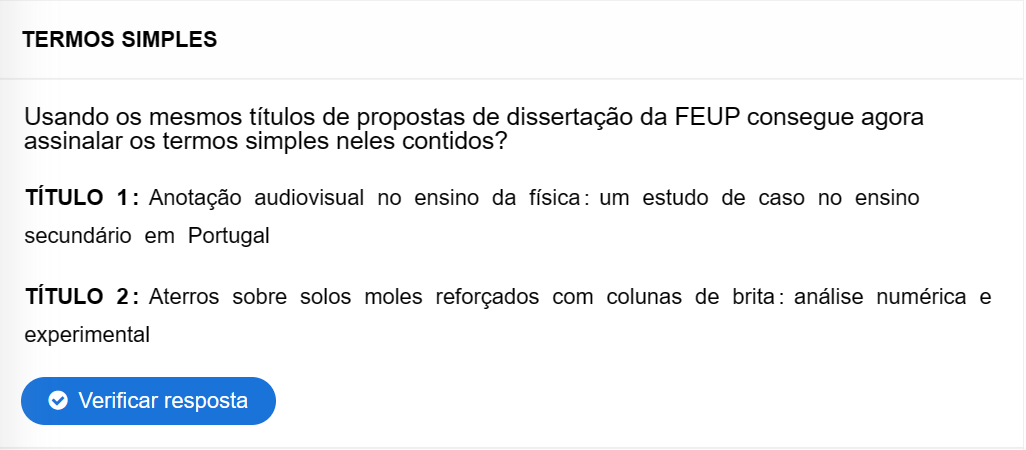 TERMOS SIMPLES
Usando os mesmos títulos de propostas de dissertação da FEUP consegue agora
assinalar os termos simples neles contidos?
TÍTULO 1: Anotação audiovisual no ensino da física: um estudo de caso no ensino
secundário em Portugal
TÍTULO 2: Aterros sobre solos moles reforçados com colunas de brita: análise numérica e
experimental
Verificar resposta